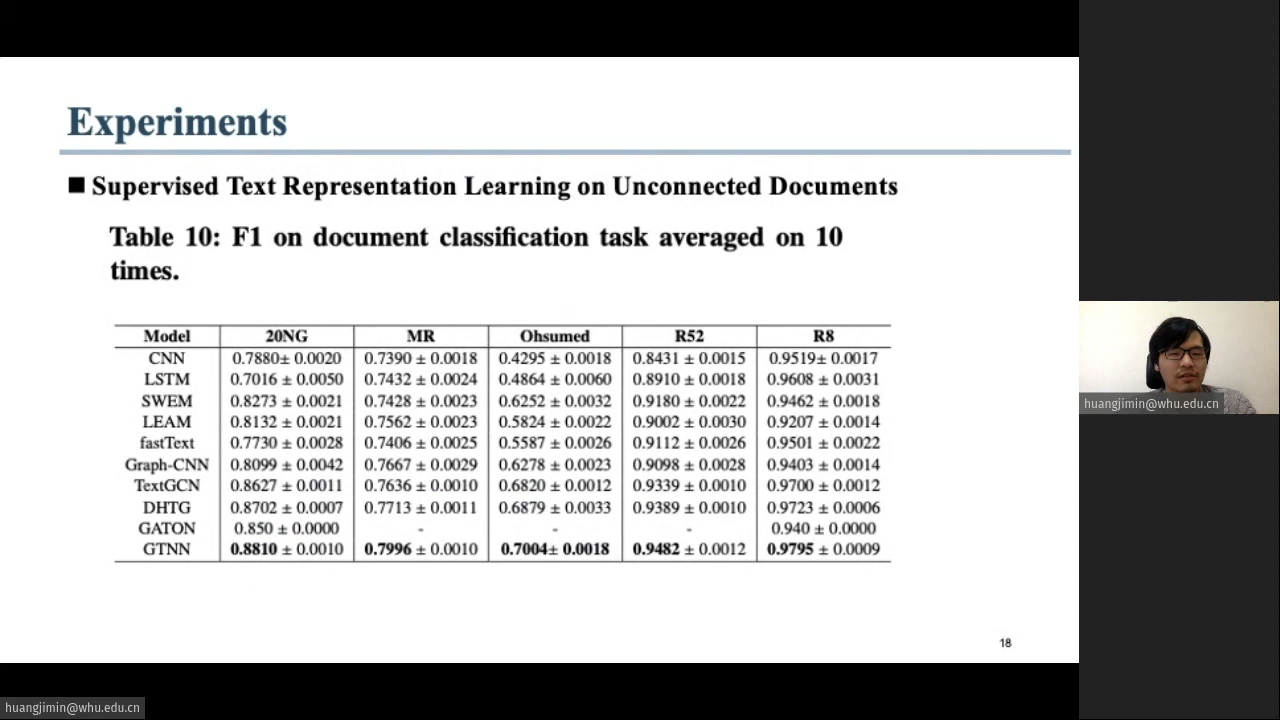 Experiments
■ Supervised Text Representation Learning on Unconnected Documents
Table 10: F1 on document classification task averaged on 10
times.
Model 20NG MR Ohsumed R52 R8
CNN 0.7880± 0.0020 0.7390 ± 0.0018 0.4295 ± 0.0018 0.8431 ± 0.0015 0.9519± 0.0017
LSTM 0.7016 ± 0.0050 0.7432 ± 0.0024 0.4864 ± 0.0060 0.8910 ± 0.0018 0.9608 ± 0.0031
SWEM 0.8273 ± 0.0021 0.7428 ± 0.0023 0.6252 ± 0.0032 0.9180 ± 0.0022 0.9462 ± 0.0018
LEAM 0.8132 ± 0.0021 0.7562 ± 0.0023 0.5824 ± 0.0022 0.9002 ± 0.0030 0.9207 ± 0.0014
fastText 0.7730 ± 0.0028 0.7406 ± 0.0025 0.5587 ± 0.0026 0.9112 ± 0.0026 0.9501 ± 0.0022
Graph-CNN 0.8099 ± 0.0042 0.7667 ± 0.0029 0.6278 ± 0.0023 0.9098 ± 0.0028 0.9403 ± 0.0014
TextGCN 0.8627 ± 0.0011 0.7636 ± 0.0010 0.6820 ± 0.0012 0.9339 ± 0.0010 0.9700 ± 0.0012
DHTG 0.8702 ± 0.0007 0.7713 ± 0.0011 0.6879 ± 0.0033 0.9389 ± 0.0010 0.9723 ± 0.0006
GATON 0.850 ± 0.0000 - - - 0.940 ± 0.0000
GTNN 0.8810 ± 0.0010 0.7996 ± 0.0010 0.7004± 0.0018 0.9482 ± 0.0012 0.9795 ± 0.0009
18
huangjimin@whu.edu.cn
huangjimin@whu.edu.cn